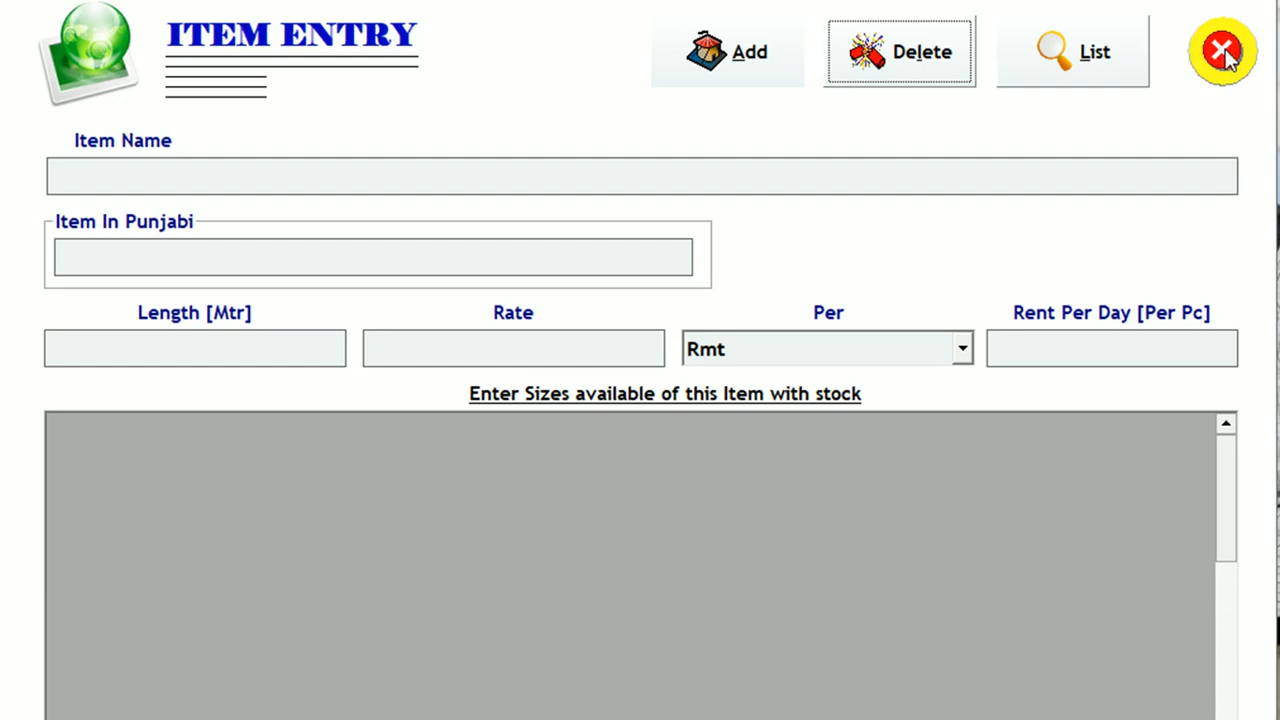 ITEM ENTRY
Add
Delete
List
Item Name
Item In Punjabi
Length [Mtr]
Rate
Per
Rent Per Day [Per Pc]
Rmt
Enter Sizes available of this Item with stock